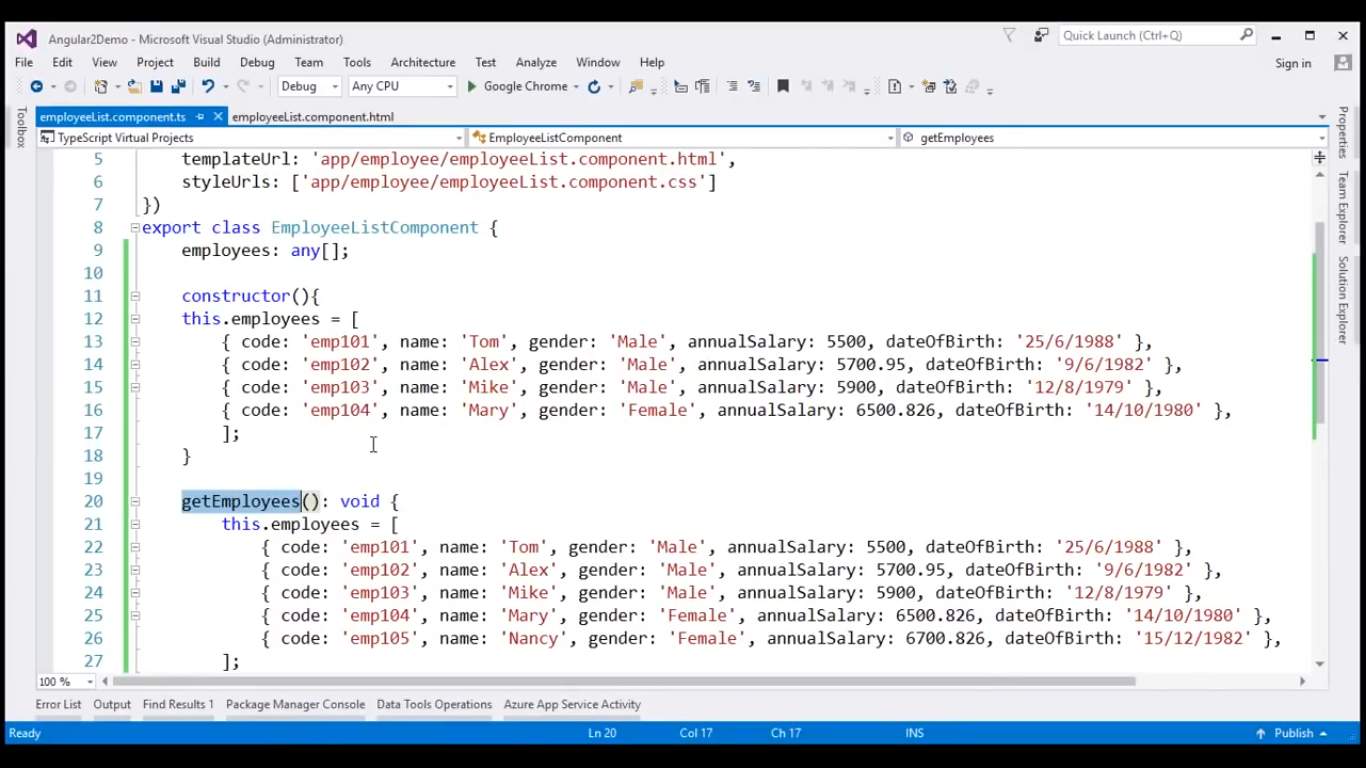 Angular2Demo - Microsoft Visual Studio (Administrator)
Quick Launch (Ctrl+Q)
File Edit View Project Build Debug Team Tools Architecture Test Analyze Window Help
Sign in
Debug Any CPU Google Chrome
employeeList.component.ts employeeList.component.html
TypeScript Virtual Projects EmployeeListComponent getEmployees
Toolbox
Properties
Team Explorer
Solution Explorer
5 templateUrl: 'app/employee/employeeList.component.html',
6 styleUrls: ['app/employee/employeeList.component.css']
7 })
8 export class EmployeeListComponent {
9 employees: any[];
10
11 constructor(){
12 this.employees = [
13 { code: 'emp101', name: 'Tom', gender: 'Male', annualSalary: 5500, dateOfBirth: '25/6/1988' },
14 { code: 'emp102', name: 'Alex', gender: 'Male', annualSalary: 5700.95, dateOfBirth: '9/6/1982' },
15 { code: 'emp103', name: 'Mike', gender: 'Male', annualSalary: 5900, dateOfBirth: '12/8/1979' },
16 { code: 'emp104', name: 'Mary', gender: 'Female', annualSalary: 6500.826, dateOfBirth: '14/10/1980' },
17 ];
18 }
19
20 getEmployees(): void {
21 this.employees = [
22 { code: 'emp101', name: 'Tom', gender: 'Male', annualSalary: 5500, dateOfBirth: '25/6/1988' },
23 { code: 'emp102', name: 'Alex', gender: 'Male', annualSalary: 5700.95, dateOfBirth: '9/6/1982' },
24 { code: 'emp103', name: 'Mike', gender: 'Male', annualSalary: 5900, dateOfBirth: '12/8/1979' },
25 { code: 'emp104', name: 'Mary', gender: 'Female', annualSalary: 6500.826, dateOfBirth: '14/10/1980' },
26 { code: 'emp105', name: 'Nancy', gender: 'Female', annualSalary: 6700.826, dateOfBirth: '15/12/1982' },
27 ];
100 %
Error List Output Find Results 1 Package Manager Console Data Tools Operations Azure App Service Activity
Ready Ln 20 Col 17 Ch 17 INS Publish